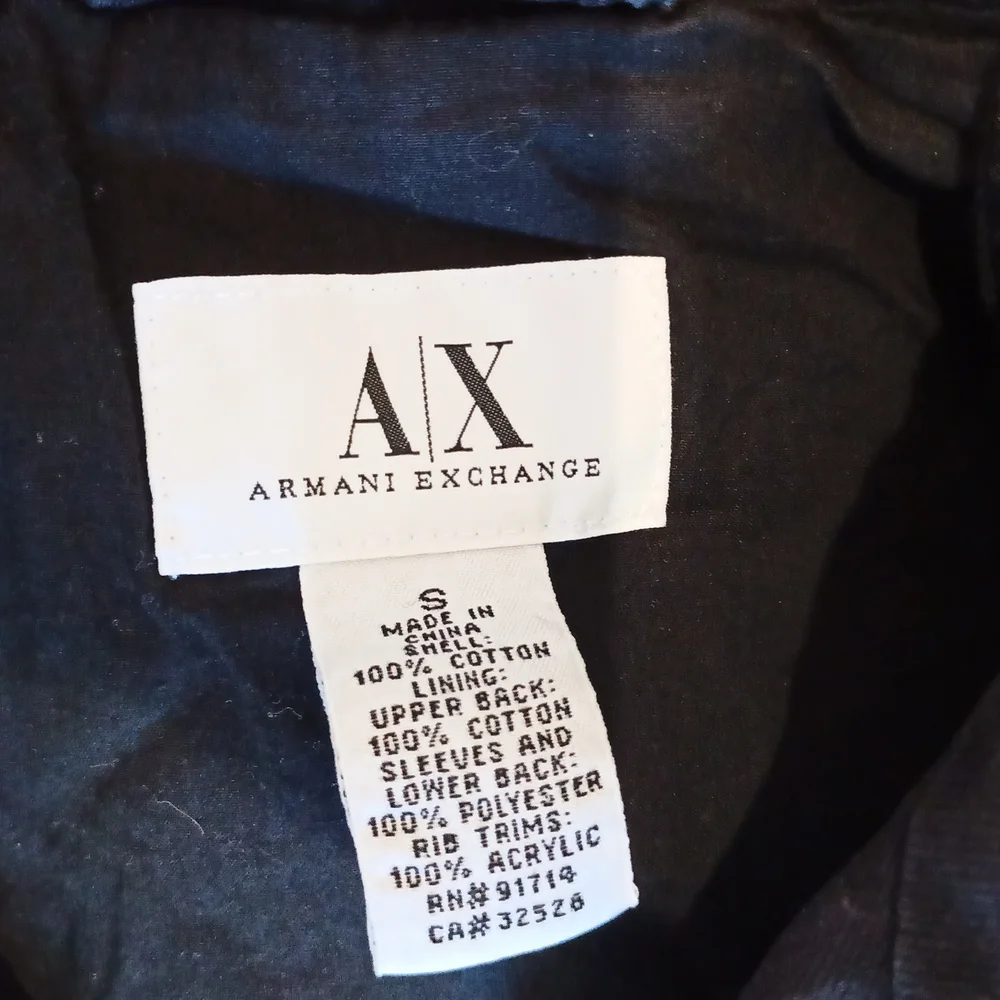 A|X
ARMANI EXCHANGE
S
MADE IN
CHINA
SHELL:
100% COTTON
LINING:
UPPER BACK:
100% COTTON
SLEEVES AND
LOWER BACK:
100% POLYESTER
RIB TRIMS:
100% ACRYLIC
RN# 91714
CA# 32526